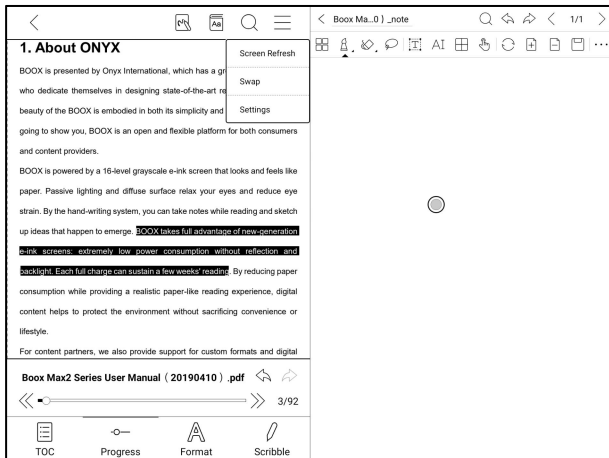 Aa
1. About ONYX
BOOX is presented by Onyx International, which has a gr
who dedicate themselves in designing state-of-the-art re
beauty of the BOOX is embodied in both its simplicity and
going to show you, BOOX is an open and flexible platform for both consumers
and content providers.
BOOX is powered by a 16-level grayscale e-ink screen that looks and feels like
paper. Passive lighting and diffuse surface relax your eyes and reduce eye
strain. By the hand-writing system, you can take notes while reading and sketch
up ideas that happen to emerge. BOOX takes full advantage of new-generation
e-ink screens: extremely low power consumption without reflection and
backlight. Each full charge can sustain a few weeks' reading. By reducing paper
consumption while providing a realistic paper-like reading experience, digital
content helps to protect the environment without sacrificing convenience or
lifestyle.
For content partners, we also provide support for custom formats and digital
Screen Refresh
Swap
Settings
Boox Max2 Series User Manual（20190410）.pdf
3/92
TOC
Progress
Format
Scribble
Boox Ma...0）_note
1/1
T
AI